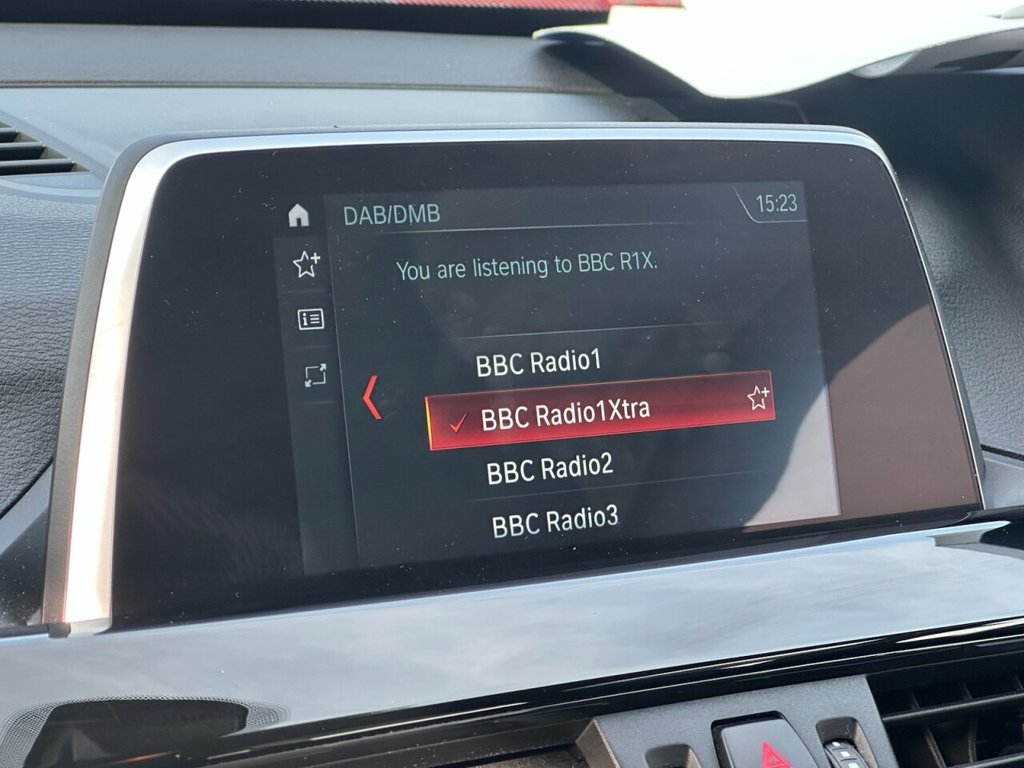 DAB/DMB
15:23
You are listening to BBC R1X.
BBC Radio1
BBC Radio1Xtra
BBC Radio2
BBC Radio3